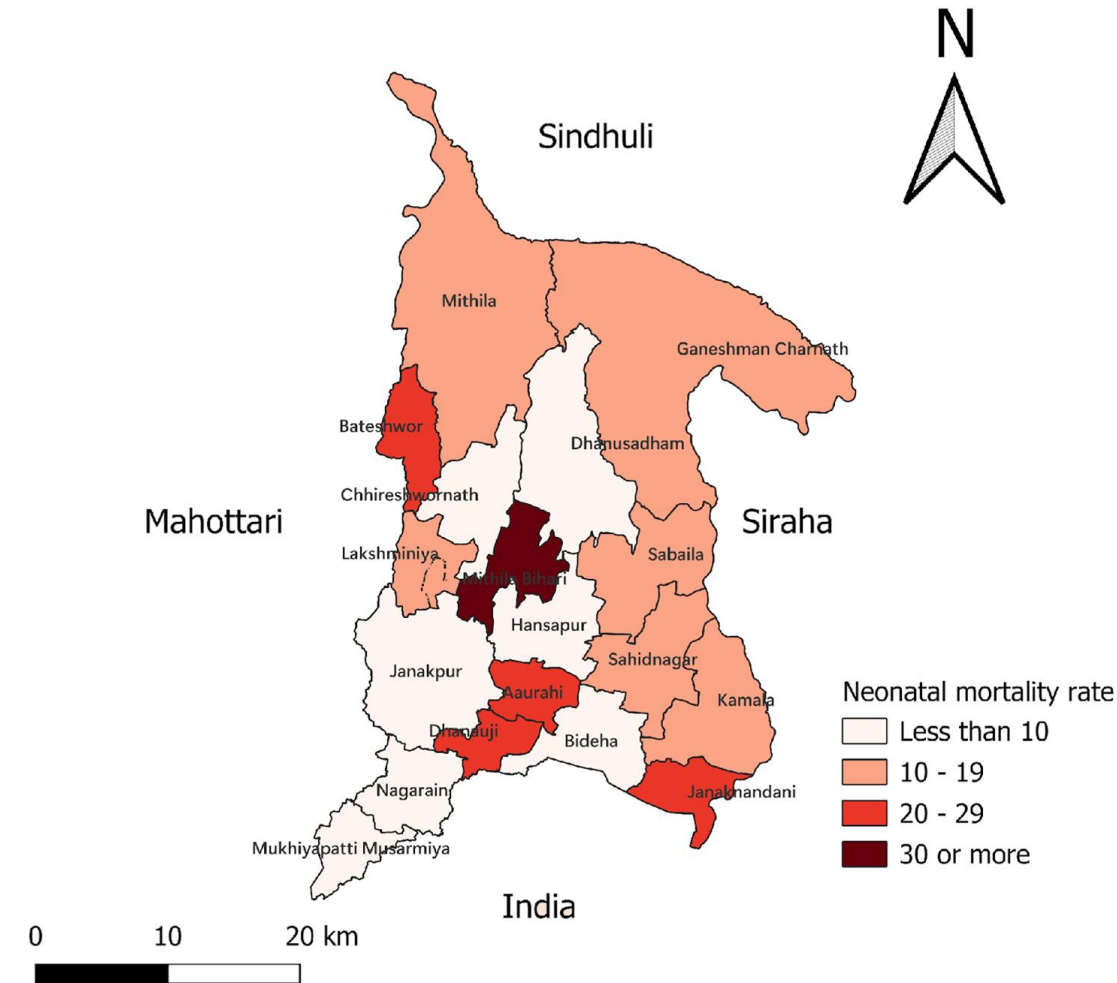 N
Sindhuli
Mithila
Ganeshman Charnath
Bateshwor
Dhanusadham
Chhireshwornath
Mahottari
Siraha
Lakshminiya
Sabaila
Mithila Bihari
Hansapur
Sahidnagar
Janakpur
Aaurahi
Kamala
Dhanauji
Bideha
Nagarain
Janaknandani
Mukhiyapatti Musarmiya
India
Neonatal mortality rate
Less than 10
10 - 19
20 - 29
30 or more
0 10 20 km